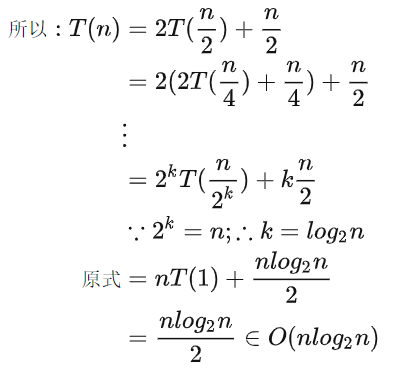 所以：T(n) = 2T(n/2) + n/2
= 2(2T(n/4) + n/4) + n/2
⋮
= 2^k T(n/2^k) + k n/2
∵ 2^k = n; ∴ k = log₂n
原式 = nT(1) + nlog₂n/2
= nlog₂n/2 ∈ O(nlog₂n)